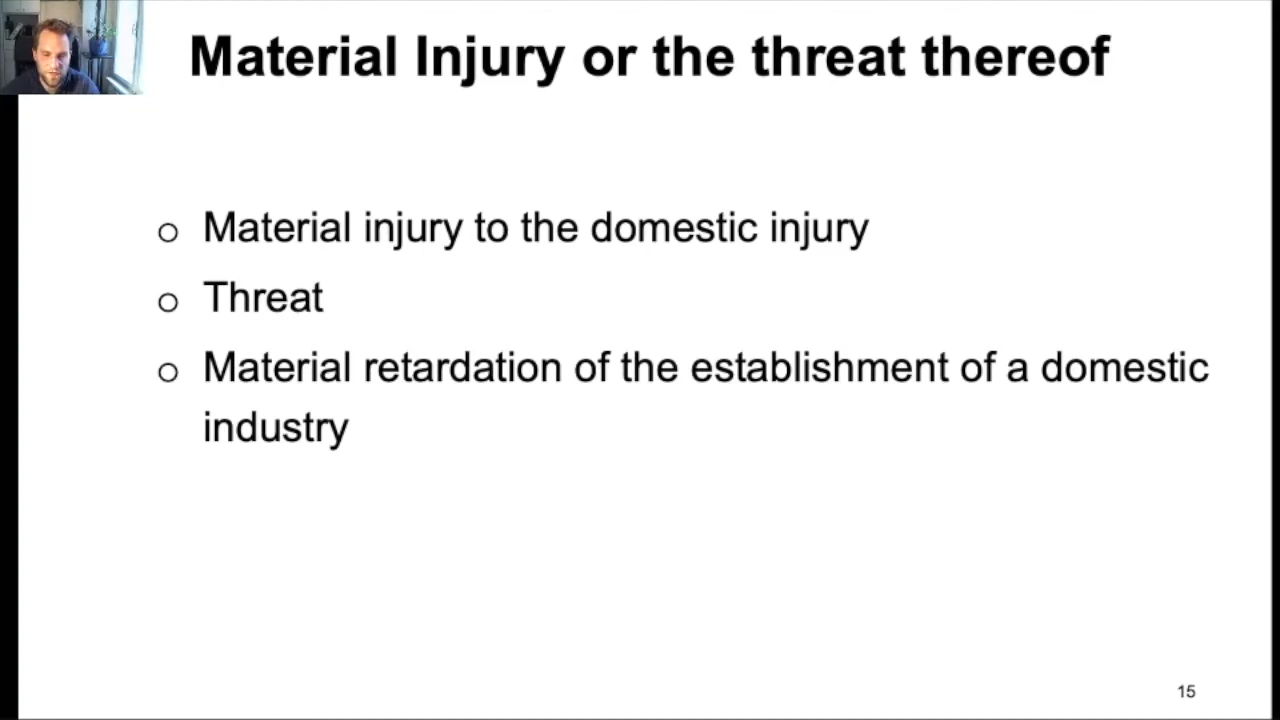 Material Injury or the threat thereof
o Material injury to the domestic injury
o Threat
o Material retardation of the establishment of a domestic
industry
15